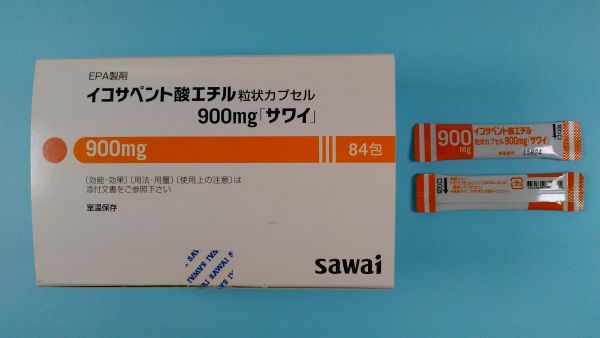 EPA製剤
イコサペント酸エチル 粒状カプセル
900mg「サワイ」
900mg 84包
〔効能・効果〕〔用法・用量〕〔使用上の注意〕は
添付文書をご参照下さい
室温保存
SAWAI SAWAI
sawai
900
mg
イコサペント酸エチル
粒状カプセル900mg「サワイ」